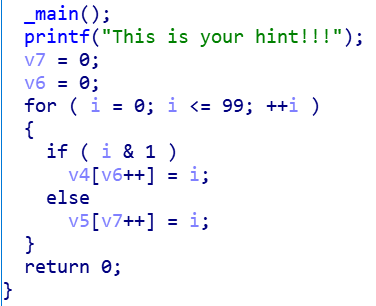 _main();
printf("This is your hint!!!");
v7 = 0;
v6 = 0;
for ( i = 0; i <= 99; ++i )
{
if ( i & 1 )
v4[v6++] = i;
else
v5[v7++] = i;
}
return 0;
}